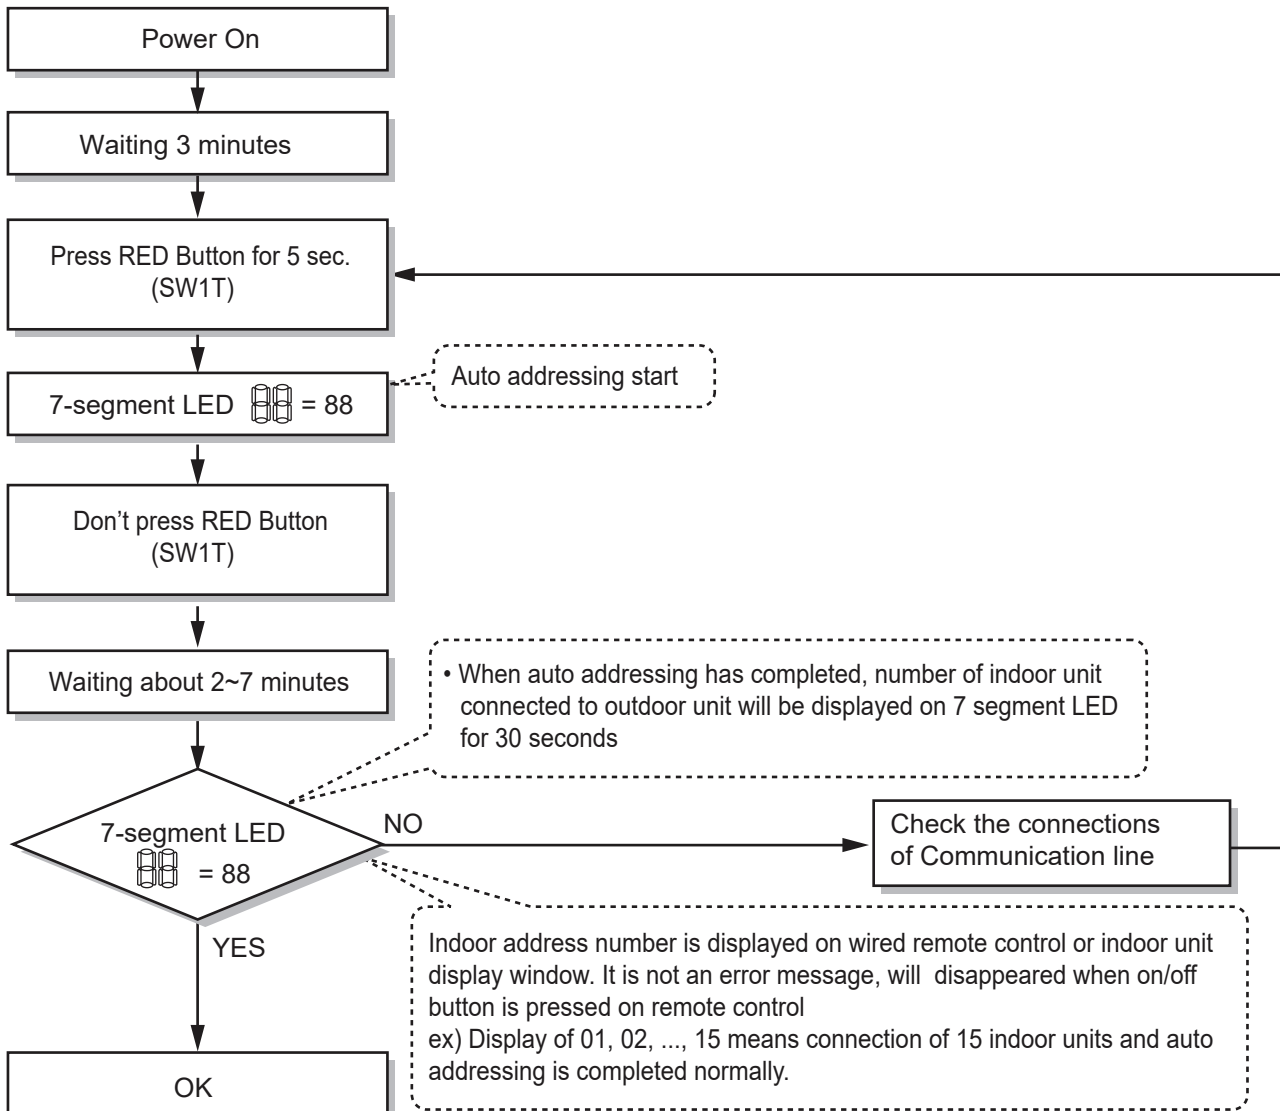 Power On
Waiting 3 minutes
Press RED Button for 5 sec.
(SW1T)
7-segment LED 88 = 88
Auto addressing start
Don't press RED Button
(SW1T)
Waiting about 2~7 minutes
• When auto addressing has completed, number of indoor unit
connected to outdoor unit will be displayed on 7 segment LED
for 30 seconds
7-segment LED
88 = 88
NO
Check the connections
of Communication line
YES
Indoor address number is displayed on wired remote control or indoor unit
display window. It is not an error message, will disappeared when on/off
button is pressed on remote control
ex) Display of 01, 02, ..., 15 means connection of 15 indoor units and auto
addressing is completed normally.
OK